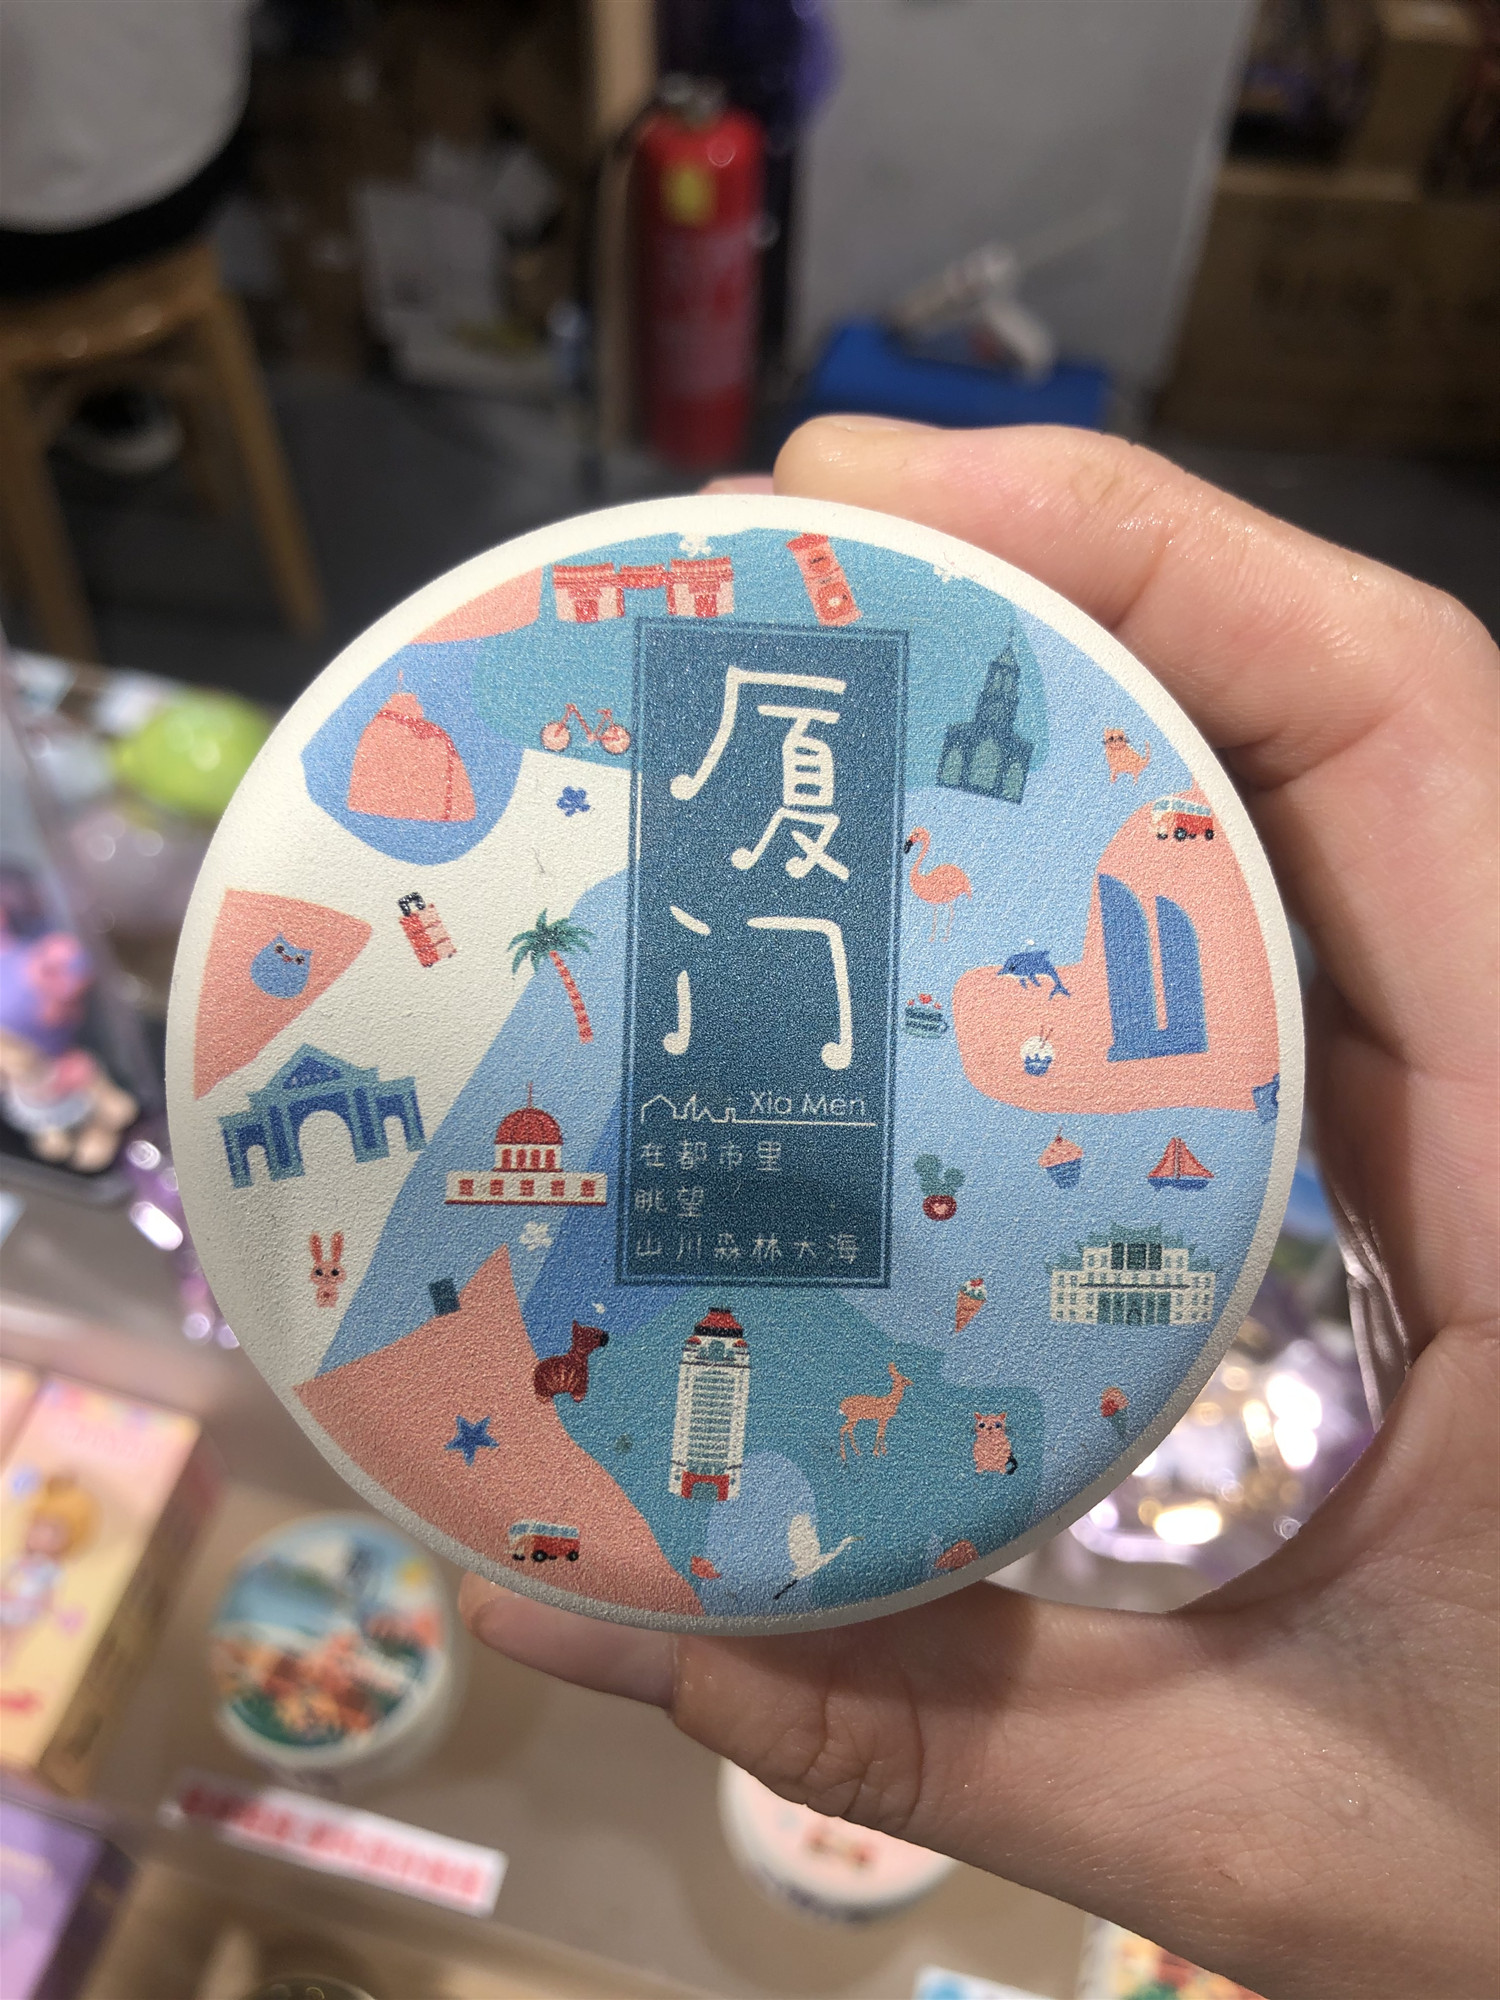 厦门
Xia Men
在都市里
眺望
山川森林大海